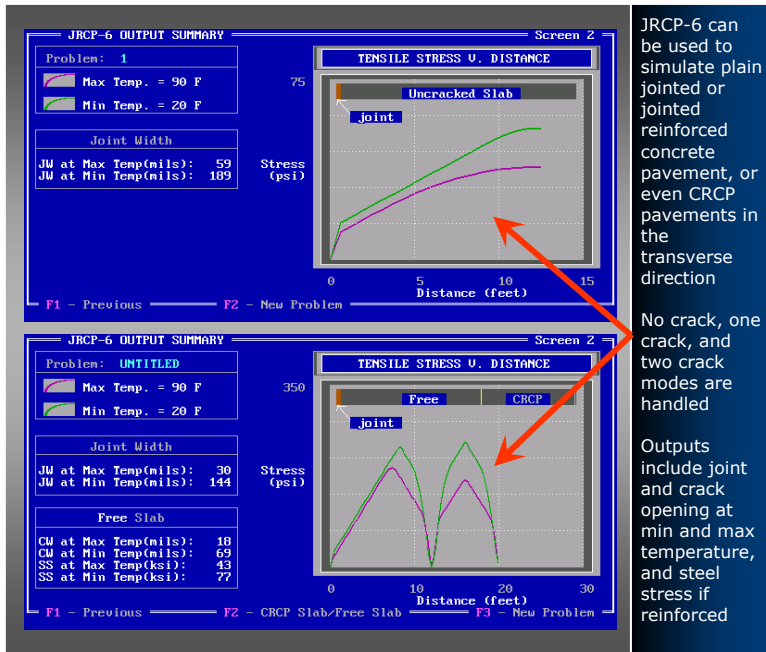 JRCP-6 OUTPUT SUMMARY
Screen 2
Problem: 1
Max Temp. = 90 F
Min Temp. = 20 F
Joint Width
JW at Max Temp(mils): 59
JW at Min Temp(mils): 189
TENSILE STRESS V. DISTANCE
75
Uncracked Slab
joint
Stress
(psi)
0 5 10 15
Distance (feet)
F1 - Previous
F2 - New Problem
JRCP-6 OUTPUT SUMMARY
Screen 2
Problem: UNTITLED
Max Temp. = 90 F
Min Temp. = 20 F
Joint Width
JW at Max Temp(mils): 30
JW at Min Temp(mils): 144
Free Slab
CW at Max Temp(mils): 18
CW at Min Temp(mils): 69
SS at Max Temp(ksi): 43
SS at Min Temp(ksi): 77
TENSILE STRESS V. DISTANCE
350
Free CRCP
joint
Stress
(psi)
0 10 20 30
Distance (feet)
F1 - Previous
F2 - CRCP Slab/Free Slab
F3 - New Problem
JRCP-6 can
be used to
simulate plain
jointed or
jointed
reinforced
concrete
pavement, or
even CRCP
pavements in
the
transverse
direction
No crack, one
crack, and
two crack
modes are
handled
Outputs
include joint
and crack
opening at
min and max
temperature,
and steel
stress if
reinforced